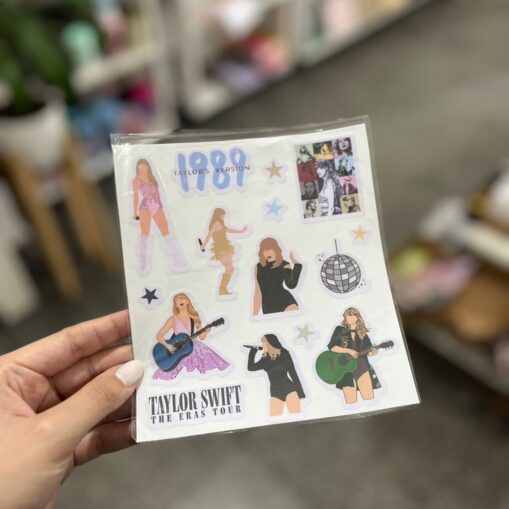 1989
TAYLOR'S VERSION
TAYLOR SWIFT
THE ERAS TOUR